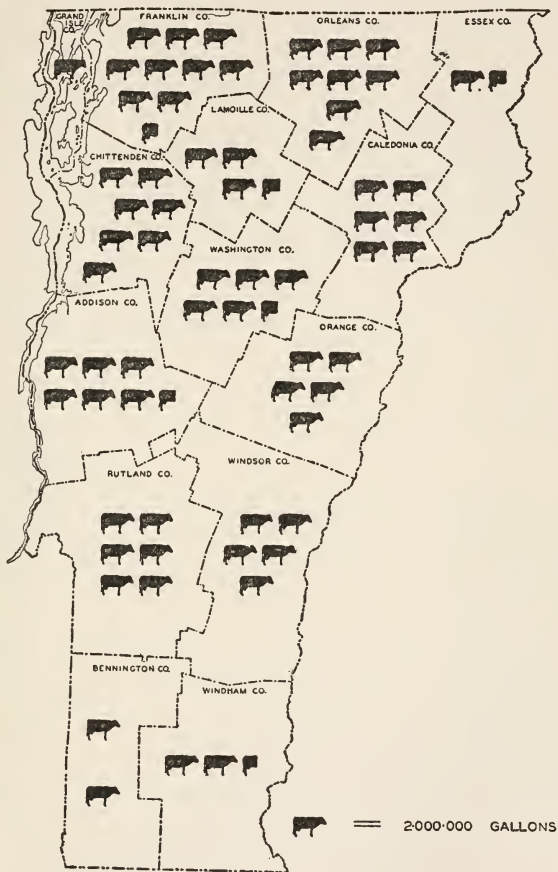 GRAND
ISLE
CO.
FRANKLIN CO.
ORLEANS CO.
ESSEX CO.
LAMOILLE CO.
CHITTENDEN CO.
CALEDONIA CO.
WASHINGTON CO.
ADDISON CO.
ORANGE CO.
RUTLAND CO.
WINDSOR CO.
BENNINGTON CO.
WINDHAM CO.
= 2·000·000 GALLONS